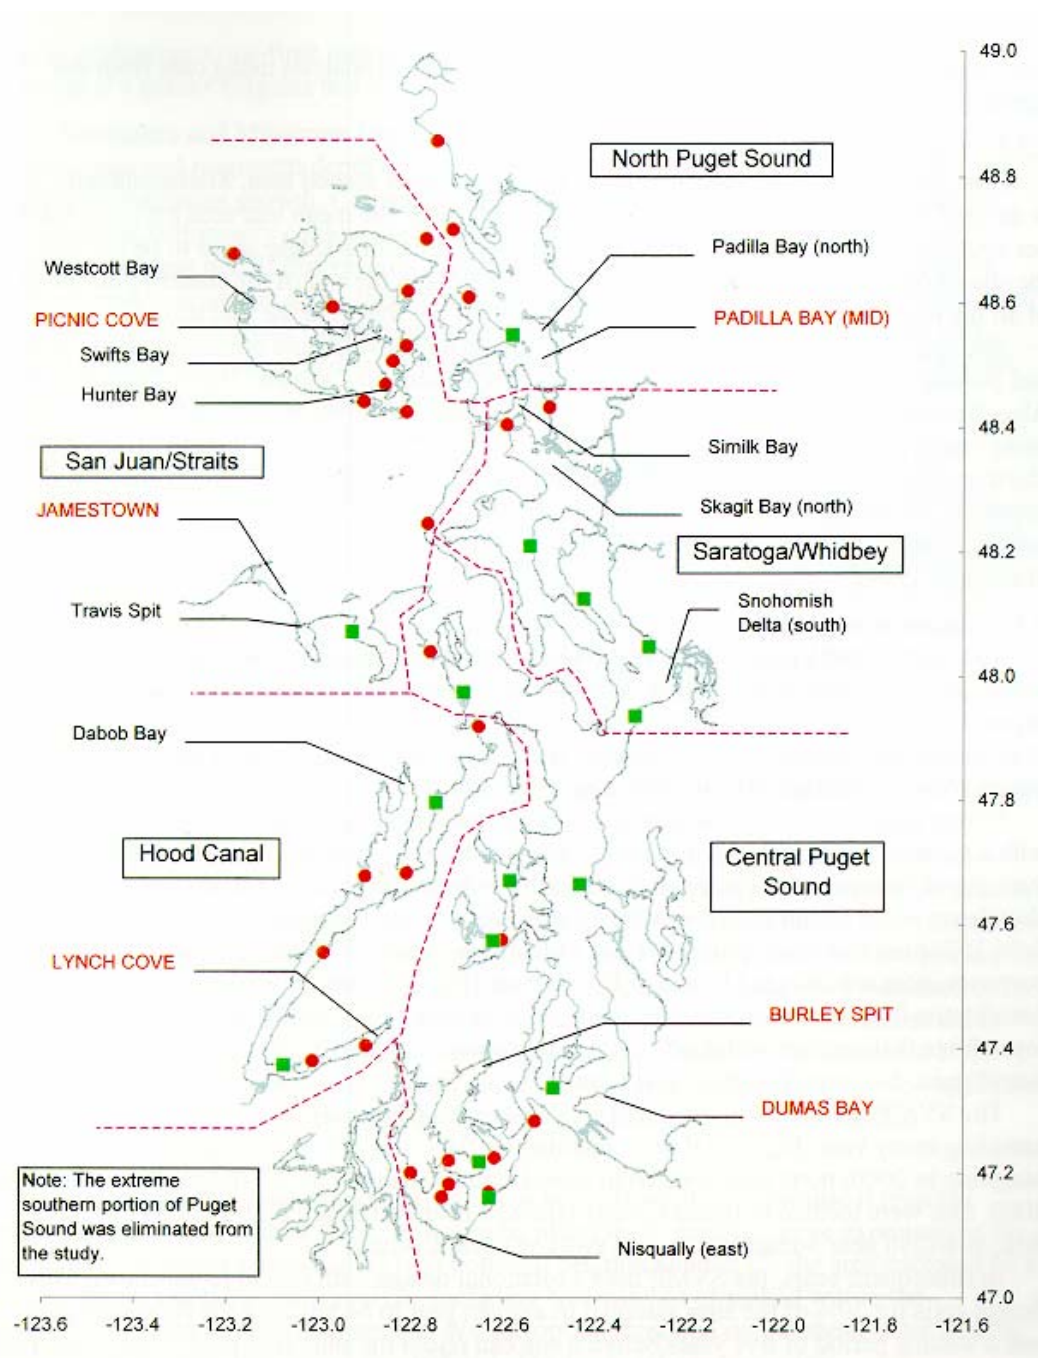 49.0
North Puget Sound
48.8
Padilla Bay (north)
Westcott Bay
48.6
PICNIC COVE
PADILLA BAY (MID)
Swifts Bay
Hunter Bay
48.4
Similk Bay
San Juan/Straits
JAMESTOWN
Skagit Bay (north)
48.2
Saratoga/Whidbey
Travis Spit
Snohomish
Delta (south)
48.0
Dabob Bay
47.8
Hood Canal
Central Puget
Sound
47.6
LYNCH COVE
BURLEY SPIT
47.4
DUMAS BAY
47.2
Note: The extreme
southern portion of Puget
Sound was eliminated from
the study.
Nisqually (east)
47.0
-123.6 -123.4 -123.2 -123.0 -122.8 -122.6 -122.4 -122.2 -122.0 -121.8 -121.6